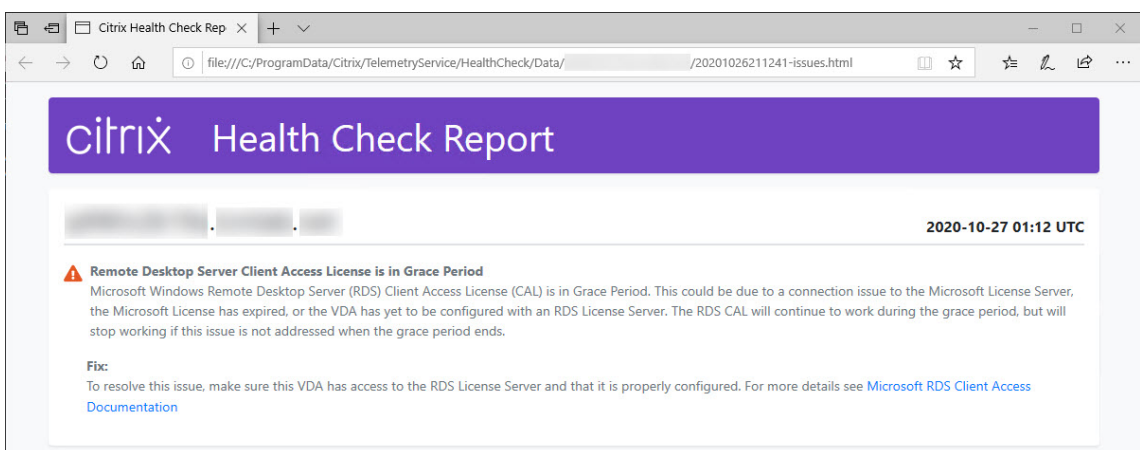 Citrix Health Check Rep
file:///C:/ProgramData/Citrix/TelemetryService/HealthCheck/Data/ /20201026211241-issues.html
citrix Health Check Report
. .
2020-10-27 01:12 UTC
Remote Desktop Server Client Access License is in Grace Period
Microsoft Windows Remote Desktop Server (RDS) Client Access License (CAL) is in Grace Period. This could be due to a connection issue to the Microsoft License Server,
the Microsoft License has expired, or the VDA has yet to be configured with an RDS License Server. The RDS CAL will continue to work during the grace period, but will
stop working if this issue is not addressed when the grace period ends.
Fix:
To resolve this issue, make sure this VDA has access to the RDS License Server and that it is properly configured. For more details see Microsoft RDS Client Access
Documentation